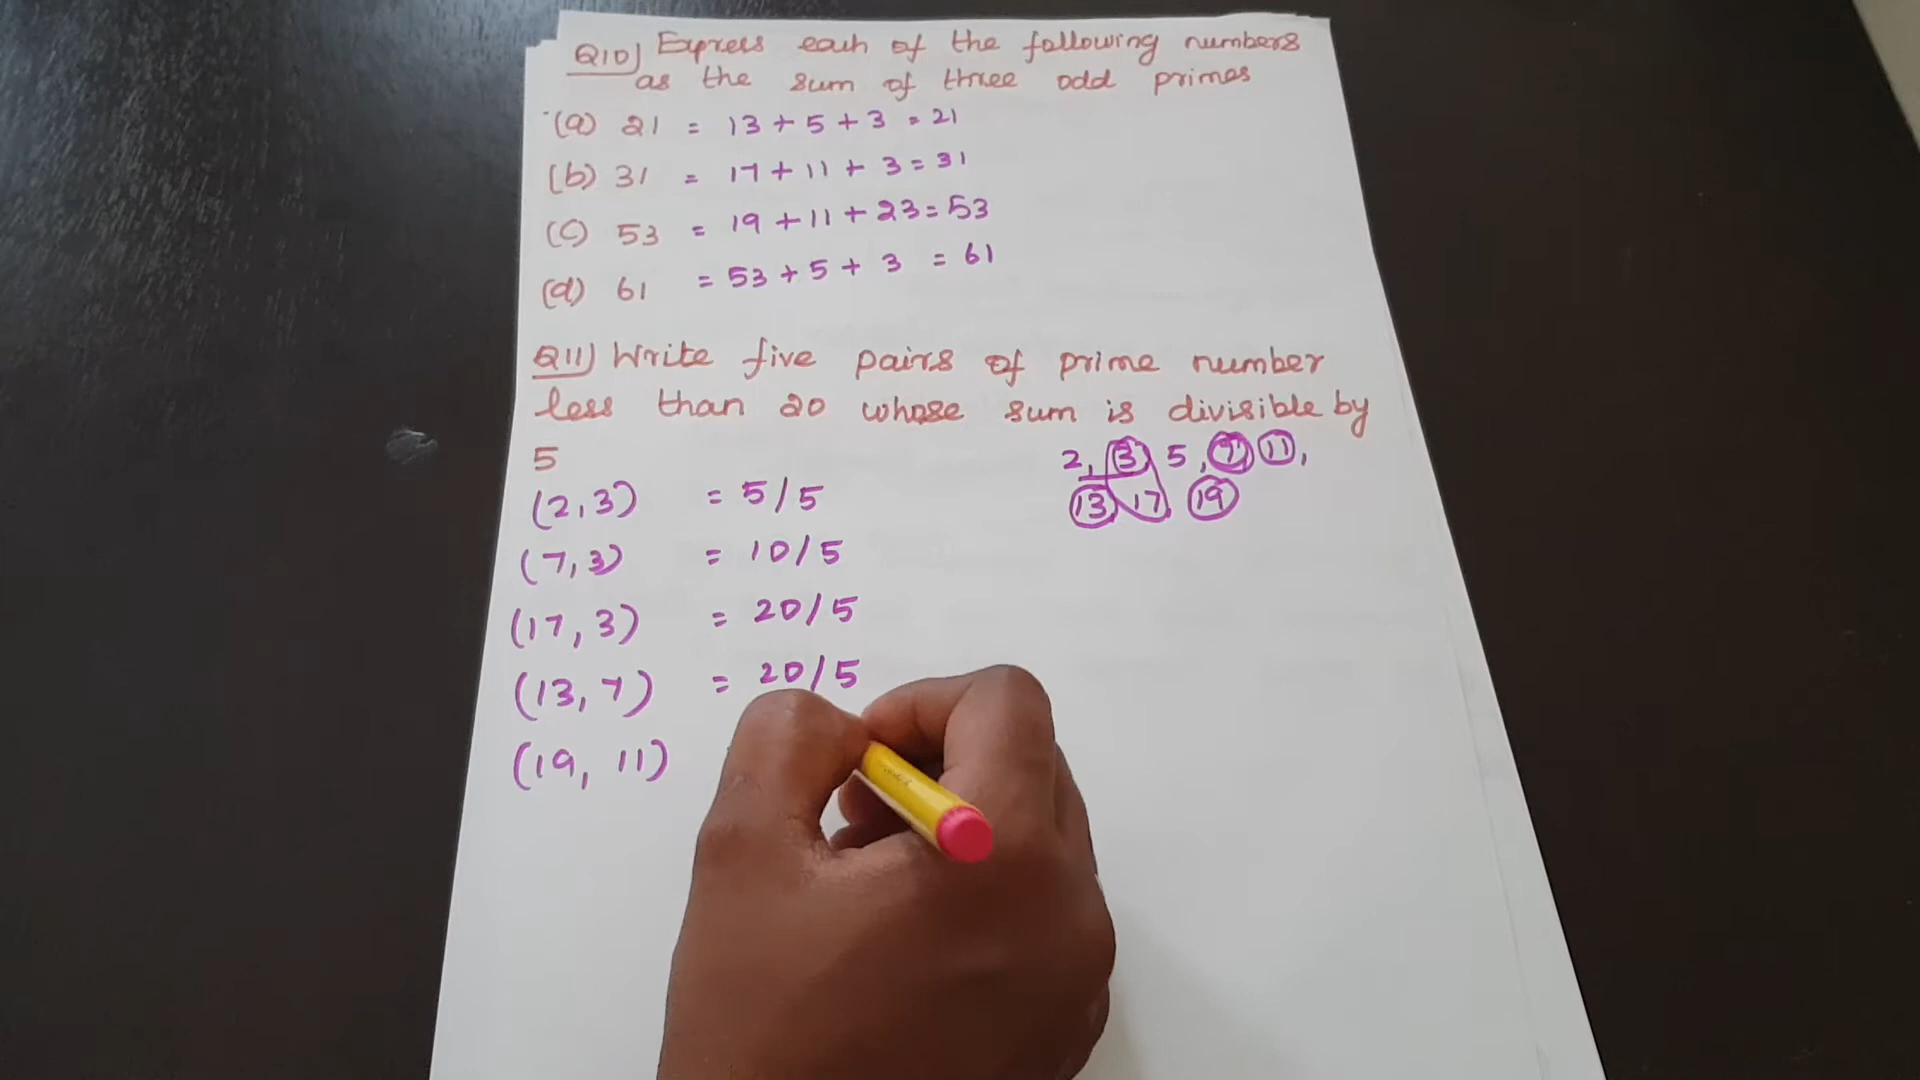 Q10) Express each of the following numbers
as the sum of three odd primes
(a) 21 = 13 + 5 + 3 = 21
(b) 31 = 17 + 11 + 3 = 31
(c) 53 = 19 + 11 + 23 = 53
(d) 61 = 53 + 5 + 3 = 61
Q11) Write five pairs of prime number
less than 20 whose sum is divisible by
5
2, 3, 5, 7, 11,
13, 17, 19
(2,3) = 5/5
(7,3) = 10/5
(17,3) = 20/5
(13,7) = 20/5
(19, 11)